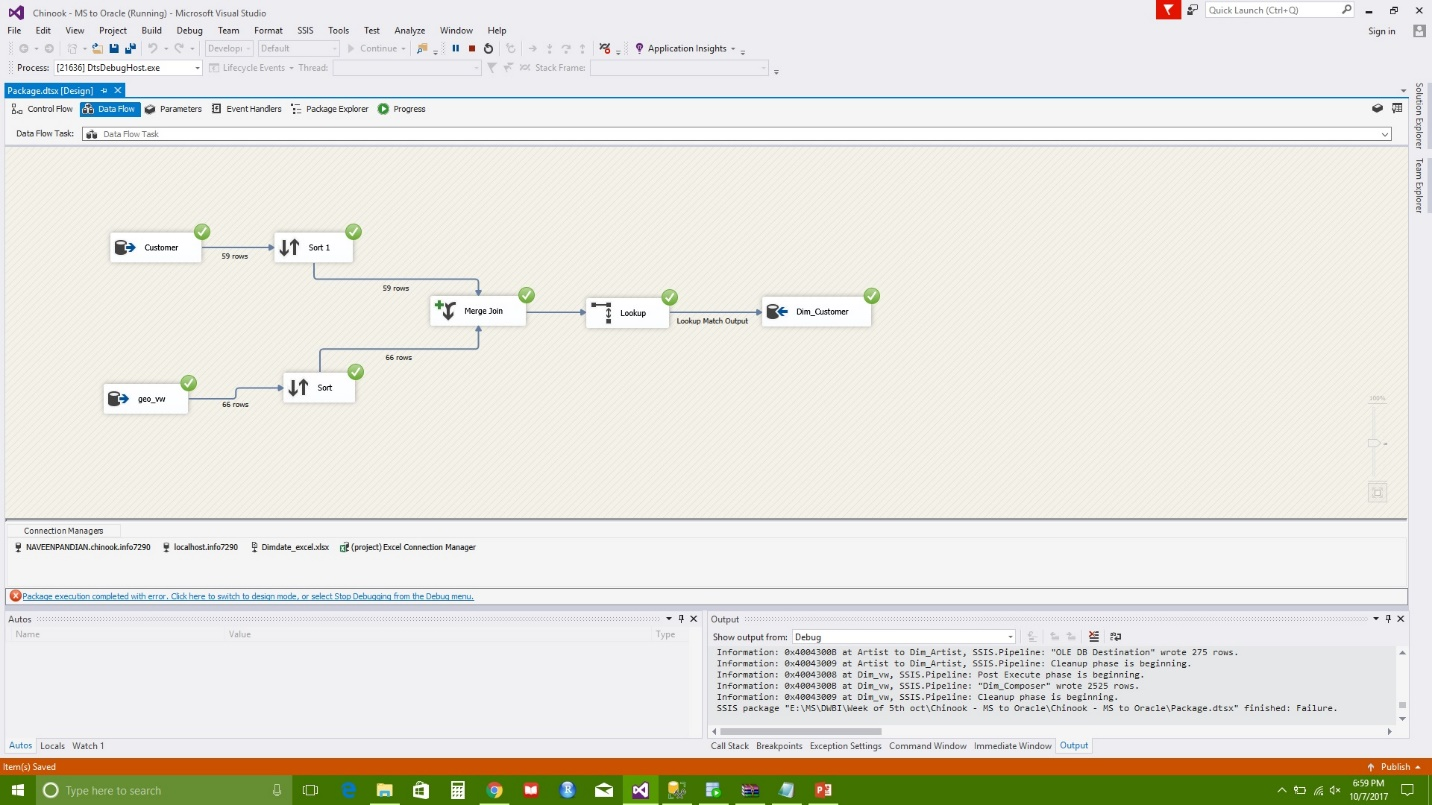 Chinook - MS to Oracle (Running) - Microsoft Visual Studio
Quick Launch (Ctrl+Q)
File Edit View Project Build Debug Team Format SSIS Tools Test Analyze Window Help
Sign in
Develop Default Continue Application Insights
Process: [21636] DtsDebugHost.exe Lifecycle Events Thread: Stack Frame:
Package.dtsx [Design]
Control Flow Data Flow Parameters Event Handlers Package Explorer Progress
Data Flow Task: Data Flow Task
Solution Explorer
Team Explorer
Customer
59 rows
Sort 1
59 rows
Merge Join
Lookup
Lookup Match Output
Dim_Customer
66 rows
geo_vw
66 rows
Sort
100%
Connection Managers
NAVEENPANDIAN.chinook.info7290 localhost.info7290 Dimdate_excel.xlsx (project) Excel Connection Manager
Package execution completed with error. Click here to switch to design mode, or select Stop Debugging from the Debug menu.
Autos
Name Value Type
Autos Locals Watch 1
Output
Show output from: Debug
Information: 0x4004300B at Artist to Dim_Artist, SSIS.Pipeline: "OLE DB Destination" wrote 275 rows.
Information: 0x40043009 at Artist to Dim_Artist, SSIS.Pipeline: Cleanup phase is beginning.
Information: 0x40043008 at Dim_vw, SSIS.Pipeline: Post Execute phase is beginning.
Information: 0x4004300B at Dim_vw, SSIS.Pipeline: "Dim_Composer" wrote 2525 rows.
Information: 0x40043009 at Dim_vw, SSIS.Pipeline: Cleanup phase is beginning.
SSIS package "E:\MS\DWBI\Week of 5th oct\Chinook - MS to Oracle\Chinook - MS to Oracle\Package.dtsx" finished: Failure.
Call Stack Breakpoints Exception Settings Command Window Immediate Window Output
Item(s) Saved
Publish
Type here to search
6:59 PM
10/7/2017